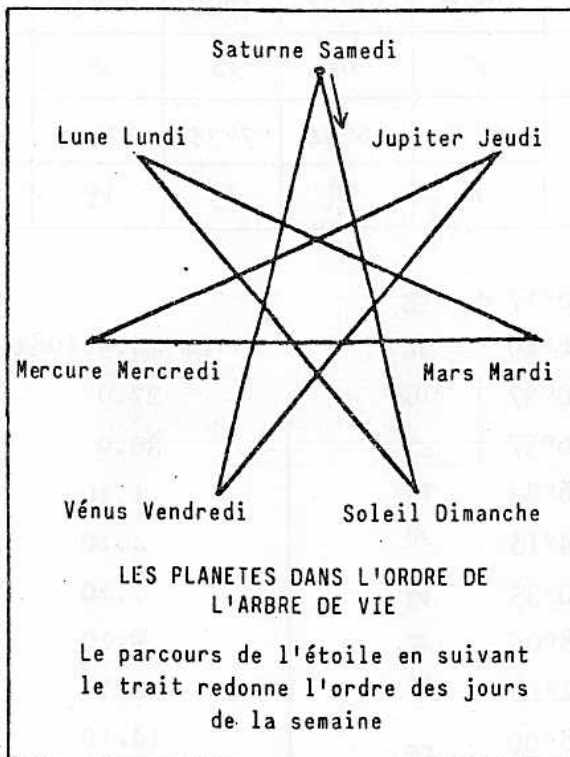 Saturne Samedi
Lune Lundi
Jupiter Jeudi
Mercure Mercredi
Mars Mardi
Vénus Vendredi
Soleil Dimanche
LES PLANETES DANS L'ORDRE DE
L'ARBRE DE VIE
Le parcours de l'étoile en suivant
le trait redonne l'ordre des jours
de la semaine